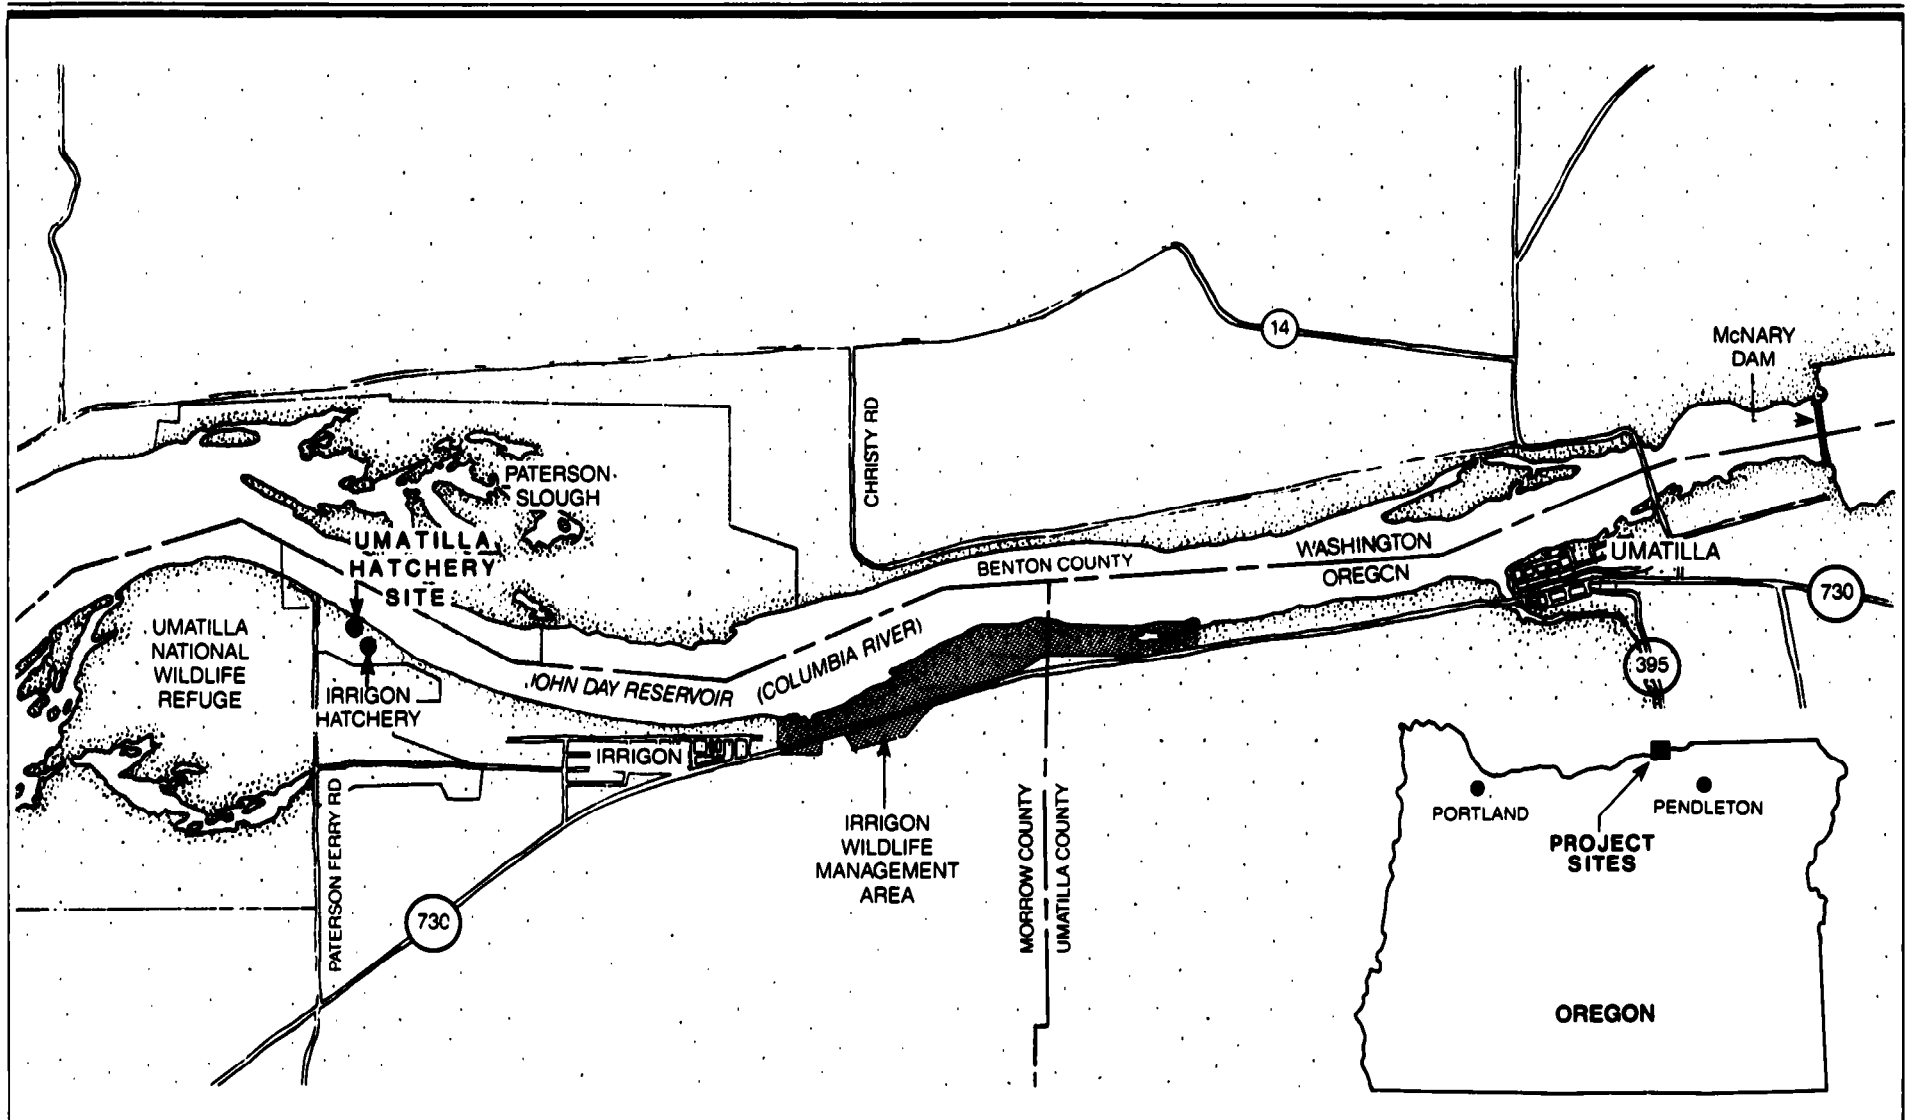 14
McNARY
DAM
CHRISTY RD
PATERSON
SLOUGH
UMATILLA
HATCHERY
SITE
BENTON COUNTY
WASHINGTON
OREGON
UMATILLA
730
395
UMATILLA
NATIONAL
WILDLIFE
REFUGE
IRRIGON
HATCHERY
JOHN DAY RESERVOIR
(COLUMBIA RIVER)
IRRIGON
PATERSON FERRY RD
730
IRRIGON
WILDLIFE
MANAGEMENT
AREA
MORROW COUNTY
UMATILLA COUNTY
PORTLAND
PENDLETON
PROJECT
SITES
OREGON